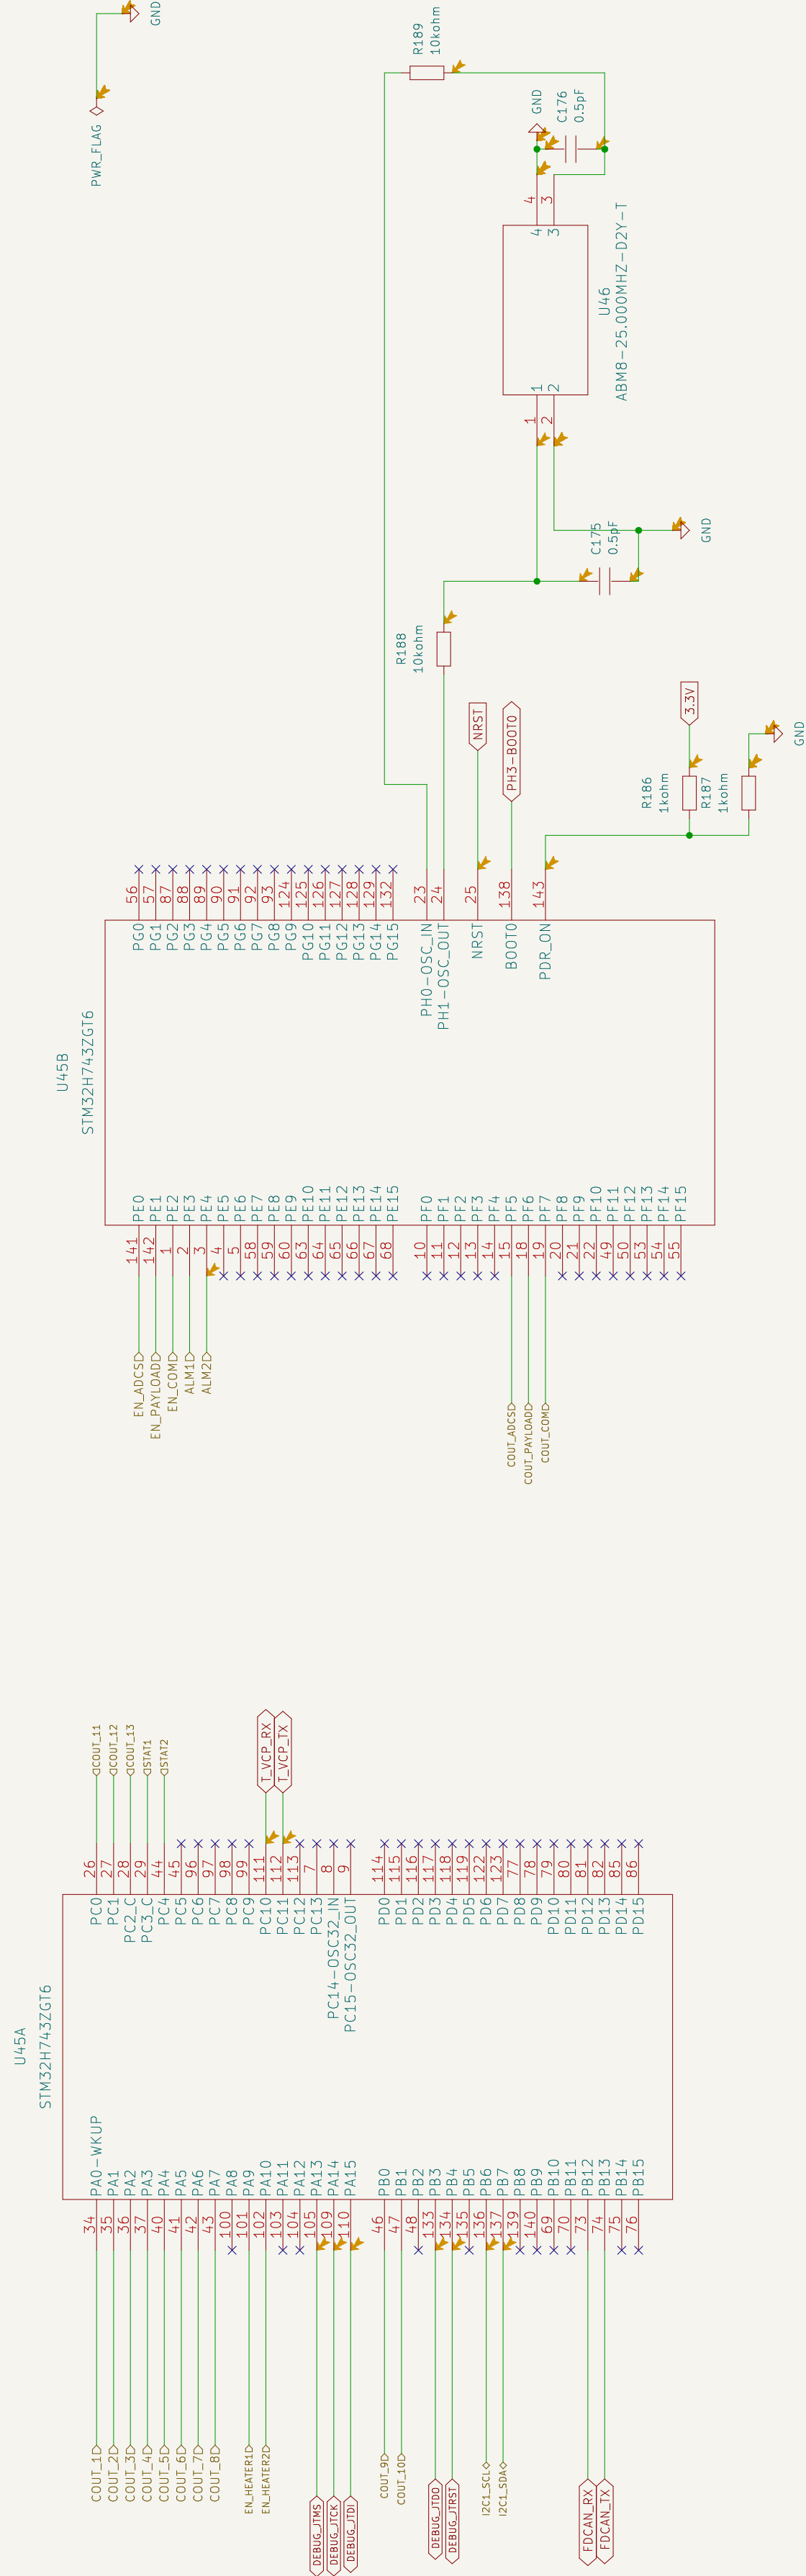 GND
PWR_FLAG
R189
10kohm
GND
C176
0.5pF
4
3
4
3
U46
ABM8-25.000MHZ-D2Y-T
1
2
1
2
C175
0.5pF
GND
R188
10kohm
NRST
PH3-BOOT0
3.3V
R186
1kohm
R187
1kohm
GND
U45B
STM32H743ZGT6
56 PG0
57 PG1
87 PG2
88 PG3
89 PG4
90 PG5
91 PG6
92 PG7
93 PG8
124 PG9
125 PG10
126 PG11
127 PG12
128 PG13
129 PG14
132 PG15
23 PH0-OSC_IN
24 PH1-OSC_OUT
25 NRST
138 BOOT0
143 PDR_ON
PE0 141 EN_ADCS
PE1 142 EN_PAYLOAD
PE2 1 EN_COM
PE3 2 ALM1
PE4 3 ALM2
PE5 4
PE6 5
PE7 58
PE8 59
PE9 60
PE10 63
PE11 64
PE12 65
PE13 66
PE14 67
PE15 68
PF0 10
PF1 11
PF2 12
PF3 13
PF4 14
PF5 15 COUT_ADCS
PF6 18 COUT_PAYLOAD
PF7 19 COUT_COM
PF8 20
PF9 21
PF10 22
PF11 49
PF12 50
PF13 53
PF14 54
PF15 55
U45A
STM32H743ZGT6
COUT_11 26 PC0
COUT_12 27 PC1
COUT_13 28 PC2_C
STAT1 29 PC3_C
STAT2 44 PC4
45 PC5
96 PC6
97 PC7
98 PC8
99 PC9
T_VCP_RX 111 PC10
T_VCP_TX 112 PC11
113 PC12
7 PC13
8 PC14-OSC32_IN
9 PC15-OSC32_OUT
114 PD0
115 PD1
116 PD2
117 PD3
118 PD4
119 PD5
122 PD6
123 PD7
77 PD8
78 PD9
79 PD10
80 PD11
81 PD12
82 PD13
85 PD14
86 PD15
PA0-WKUP 34 COUT_1
PA1 35 COUT_2
PA2 36 COUT_3
PA3 37 COUT_4
PA4 40 COUT_5
PA5 41 COUT_6
PA6 42 COUT_7
PA7 43 COUT_8
PA8 100
PA9 101 EN_HEATER1
PA10 102 EN_HEATER2
PA11 103
PA12 104
PA13 105 DEBUG_JTMS
PA14 109 DEBUG_JTCK
PA15 110 DEBUG_JTDI
PB0 46 COUT_9
PB1 47 COUT_10
PB2 48
PB3 133 DEBUG_JTDO
PB4 134 DEBUG_JTRST
PB5 135
PB6 136 I2C1_SCL
PB7 137 I2C1_SDA
PB8 139
PB9 140
PB10 69
PB11 70
PB12 73 FDCAN_RX
PB13 74 FDCAN_TX
PB14 75
PB15 76